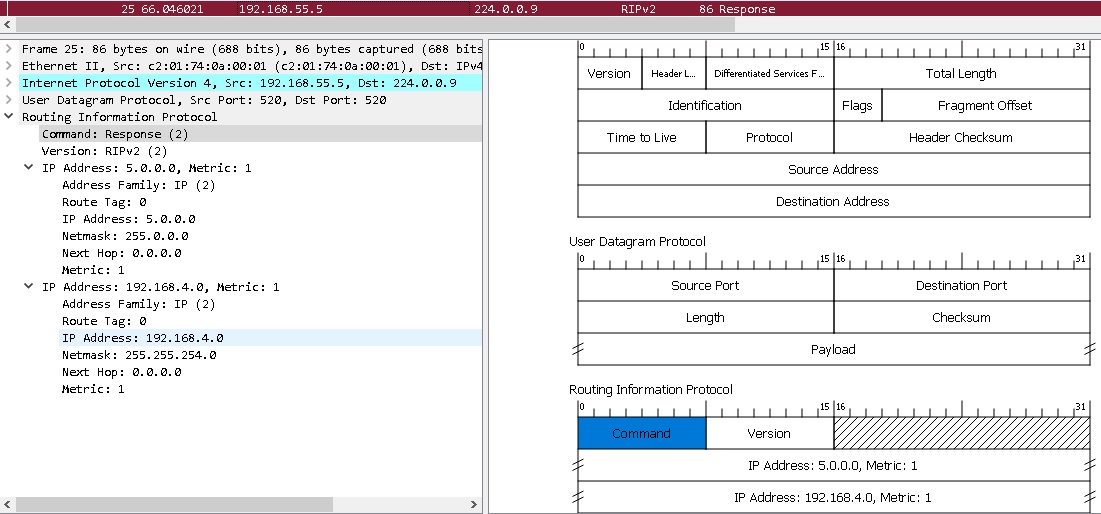 25 66.046021 192.168.55.5 224.0.0.9 RIPv2 86 Response
Frame 25: 86 bytes on wire (688 bits), 86 bytes captured (688 bits
Ethernet II, Src: c2:01:74:0a:00:01 (c2:01:74:0a:00:01), Dst: IPv4
Internet Protocol Version 4, Src: 192.168.55.5, Dst: 224.0.0.9
User Datagram Protocol, Src Port: 520, Dst Port: 520
Routing Information Protocol
Command: Response (2)
Version: RIPv2 (2)
IP Address: 5.0.0.0, Metric: 1
Address Family: IP (2)
Route Tag: 0
IP Address: 5.0.0.0
Netmask: 255.0.0.0
Next Hop: 0.0.0.0
Metric: 1
IP Address: 192.168.4.0, Metric: 1
Address Family: IP (2)
Route Tag: 0
IP Address: 192.168.4.0
Netmask: 255.255.254.0
Next Hop: 0.0.0.0
Metric: 1
0 15 16 31
Version Header L... Differentiated Services F... Total Length
Identification Flags Fragment Offset
Time to Live Protocol Header Checksum
Source Address
Destination Address
User Datagram Protocol
0 15 16 31
Source Port Destination Port
Length Checksum
Payload
Routing Information Protocol
0 15 16 31
Command Version
IP Address: 5.0.0.0, Metric: 1
IP Address: 192.168.4.0, Metric: 1